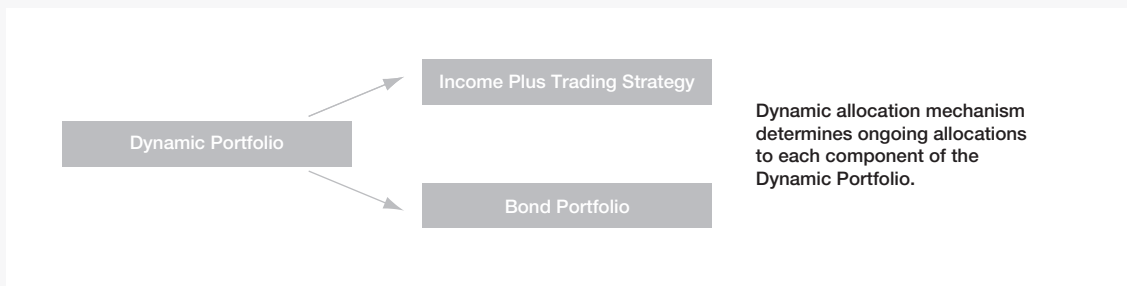 Income Plus Trading Strategy
Dynamic Portfolio
Bond Portfolio
Dynamic allocation mechanism
determines ongoing allocations
to each component of the
Dynamic Portfolio.